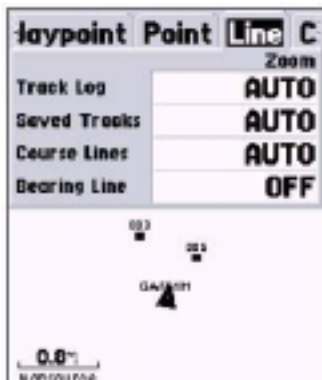 Waypoint Point Line C
Zoom
Track Log AUTO
Saved Tracks AUTO
Course Lines AUTO
Bearing Line OFF
003
GARMIN
0.8